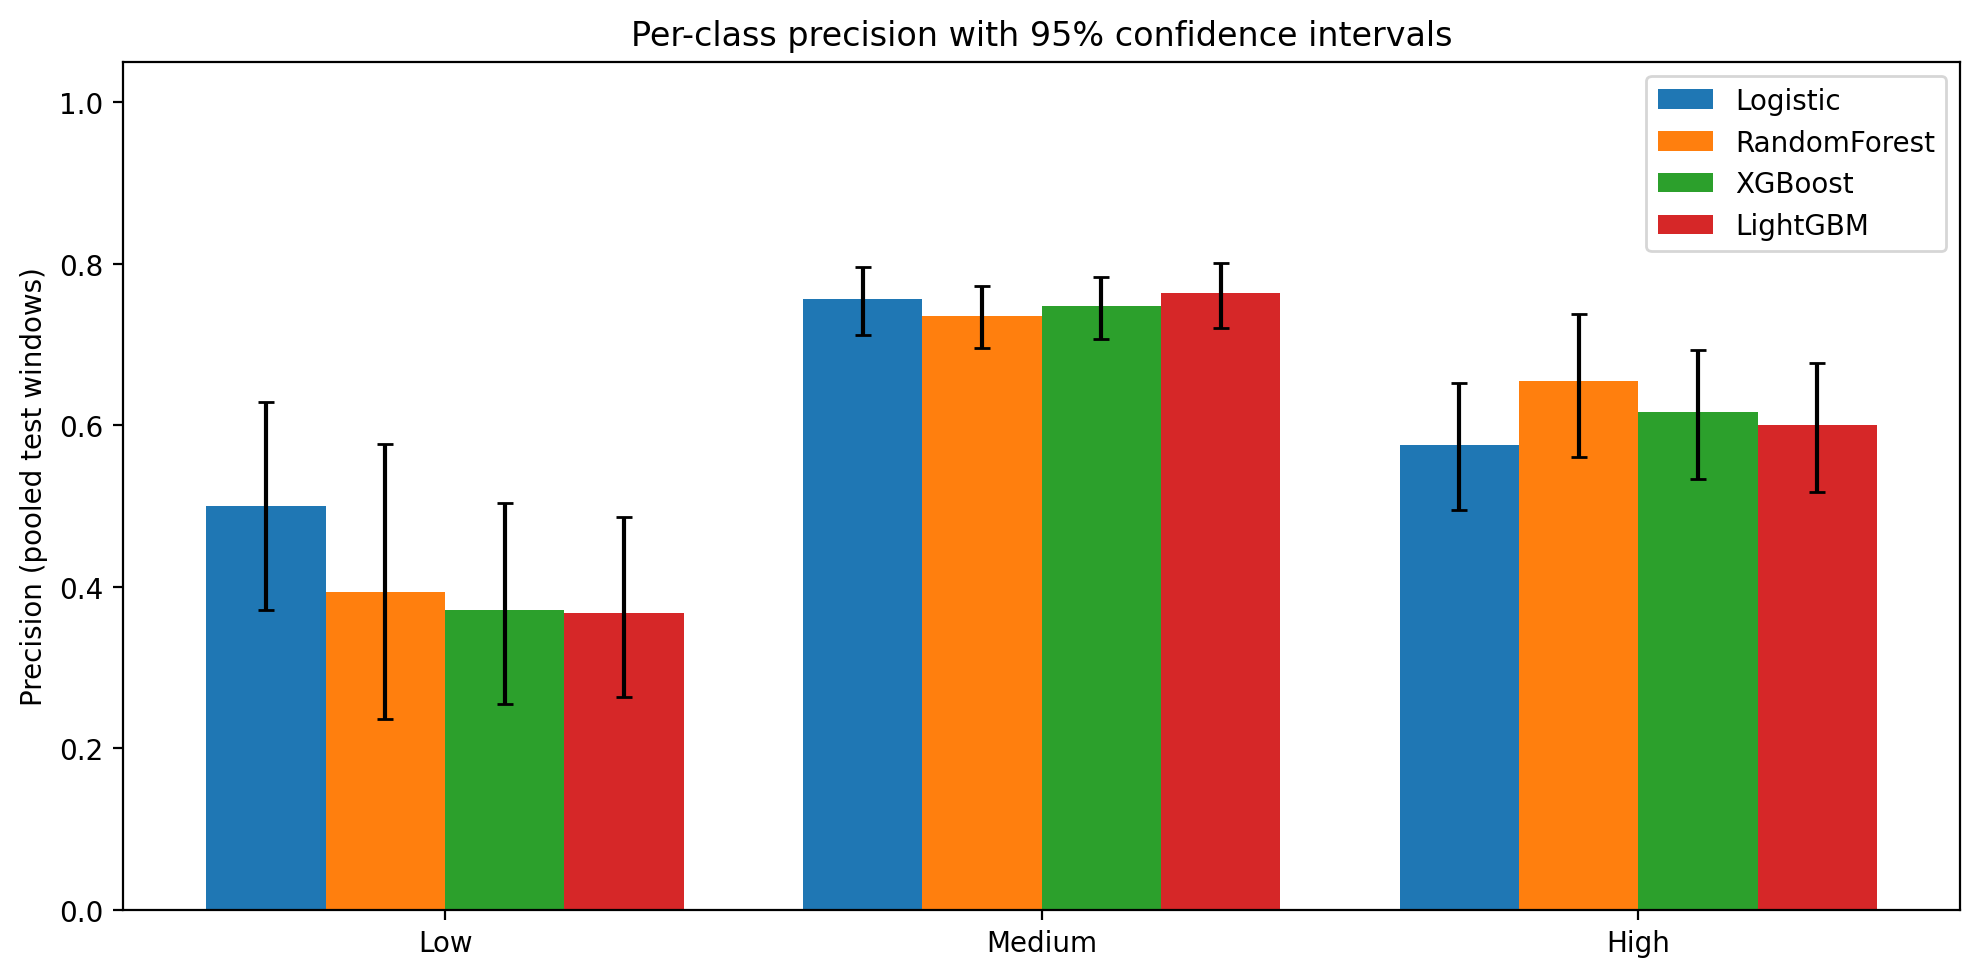 Per-class precision with 95% confidence intervals
Precision (pooled test windows)
1.0
0.8
0.6
0.4
0.2
0.0
Logistic
RandomForest
XGBoost
LightGBM
Low
Medium
High